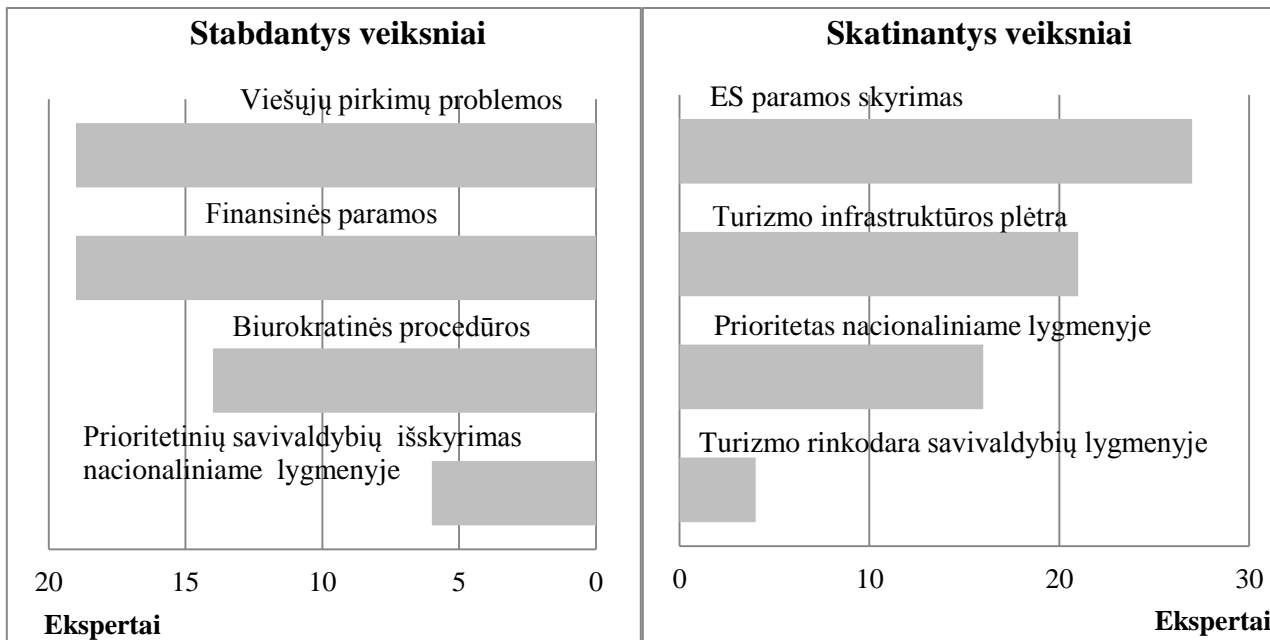 Stabdantys veiksniai
Viešųjų pirkimų problemos
Finansinės paramos
Biurokratinės procedūros
Prioritetinių savivaldybių išskyrimas
nacionaliniame lygmenyje
20 15 10 5 0
Ekspertai
Skatinantys veiksniai
ES paramos skyrimas
Turizmo infrastruktūros plėtra
Prioritetas nacionaliniame lygmenyje
Turizmo rinkodara savivaldybių lygmenyje
0 10 20 30
Ekspertai